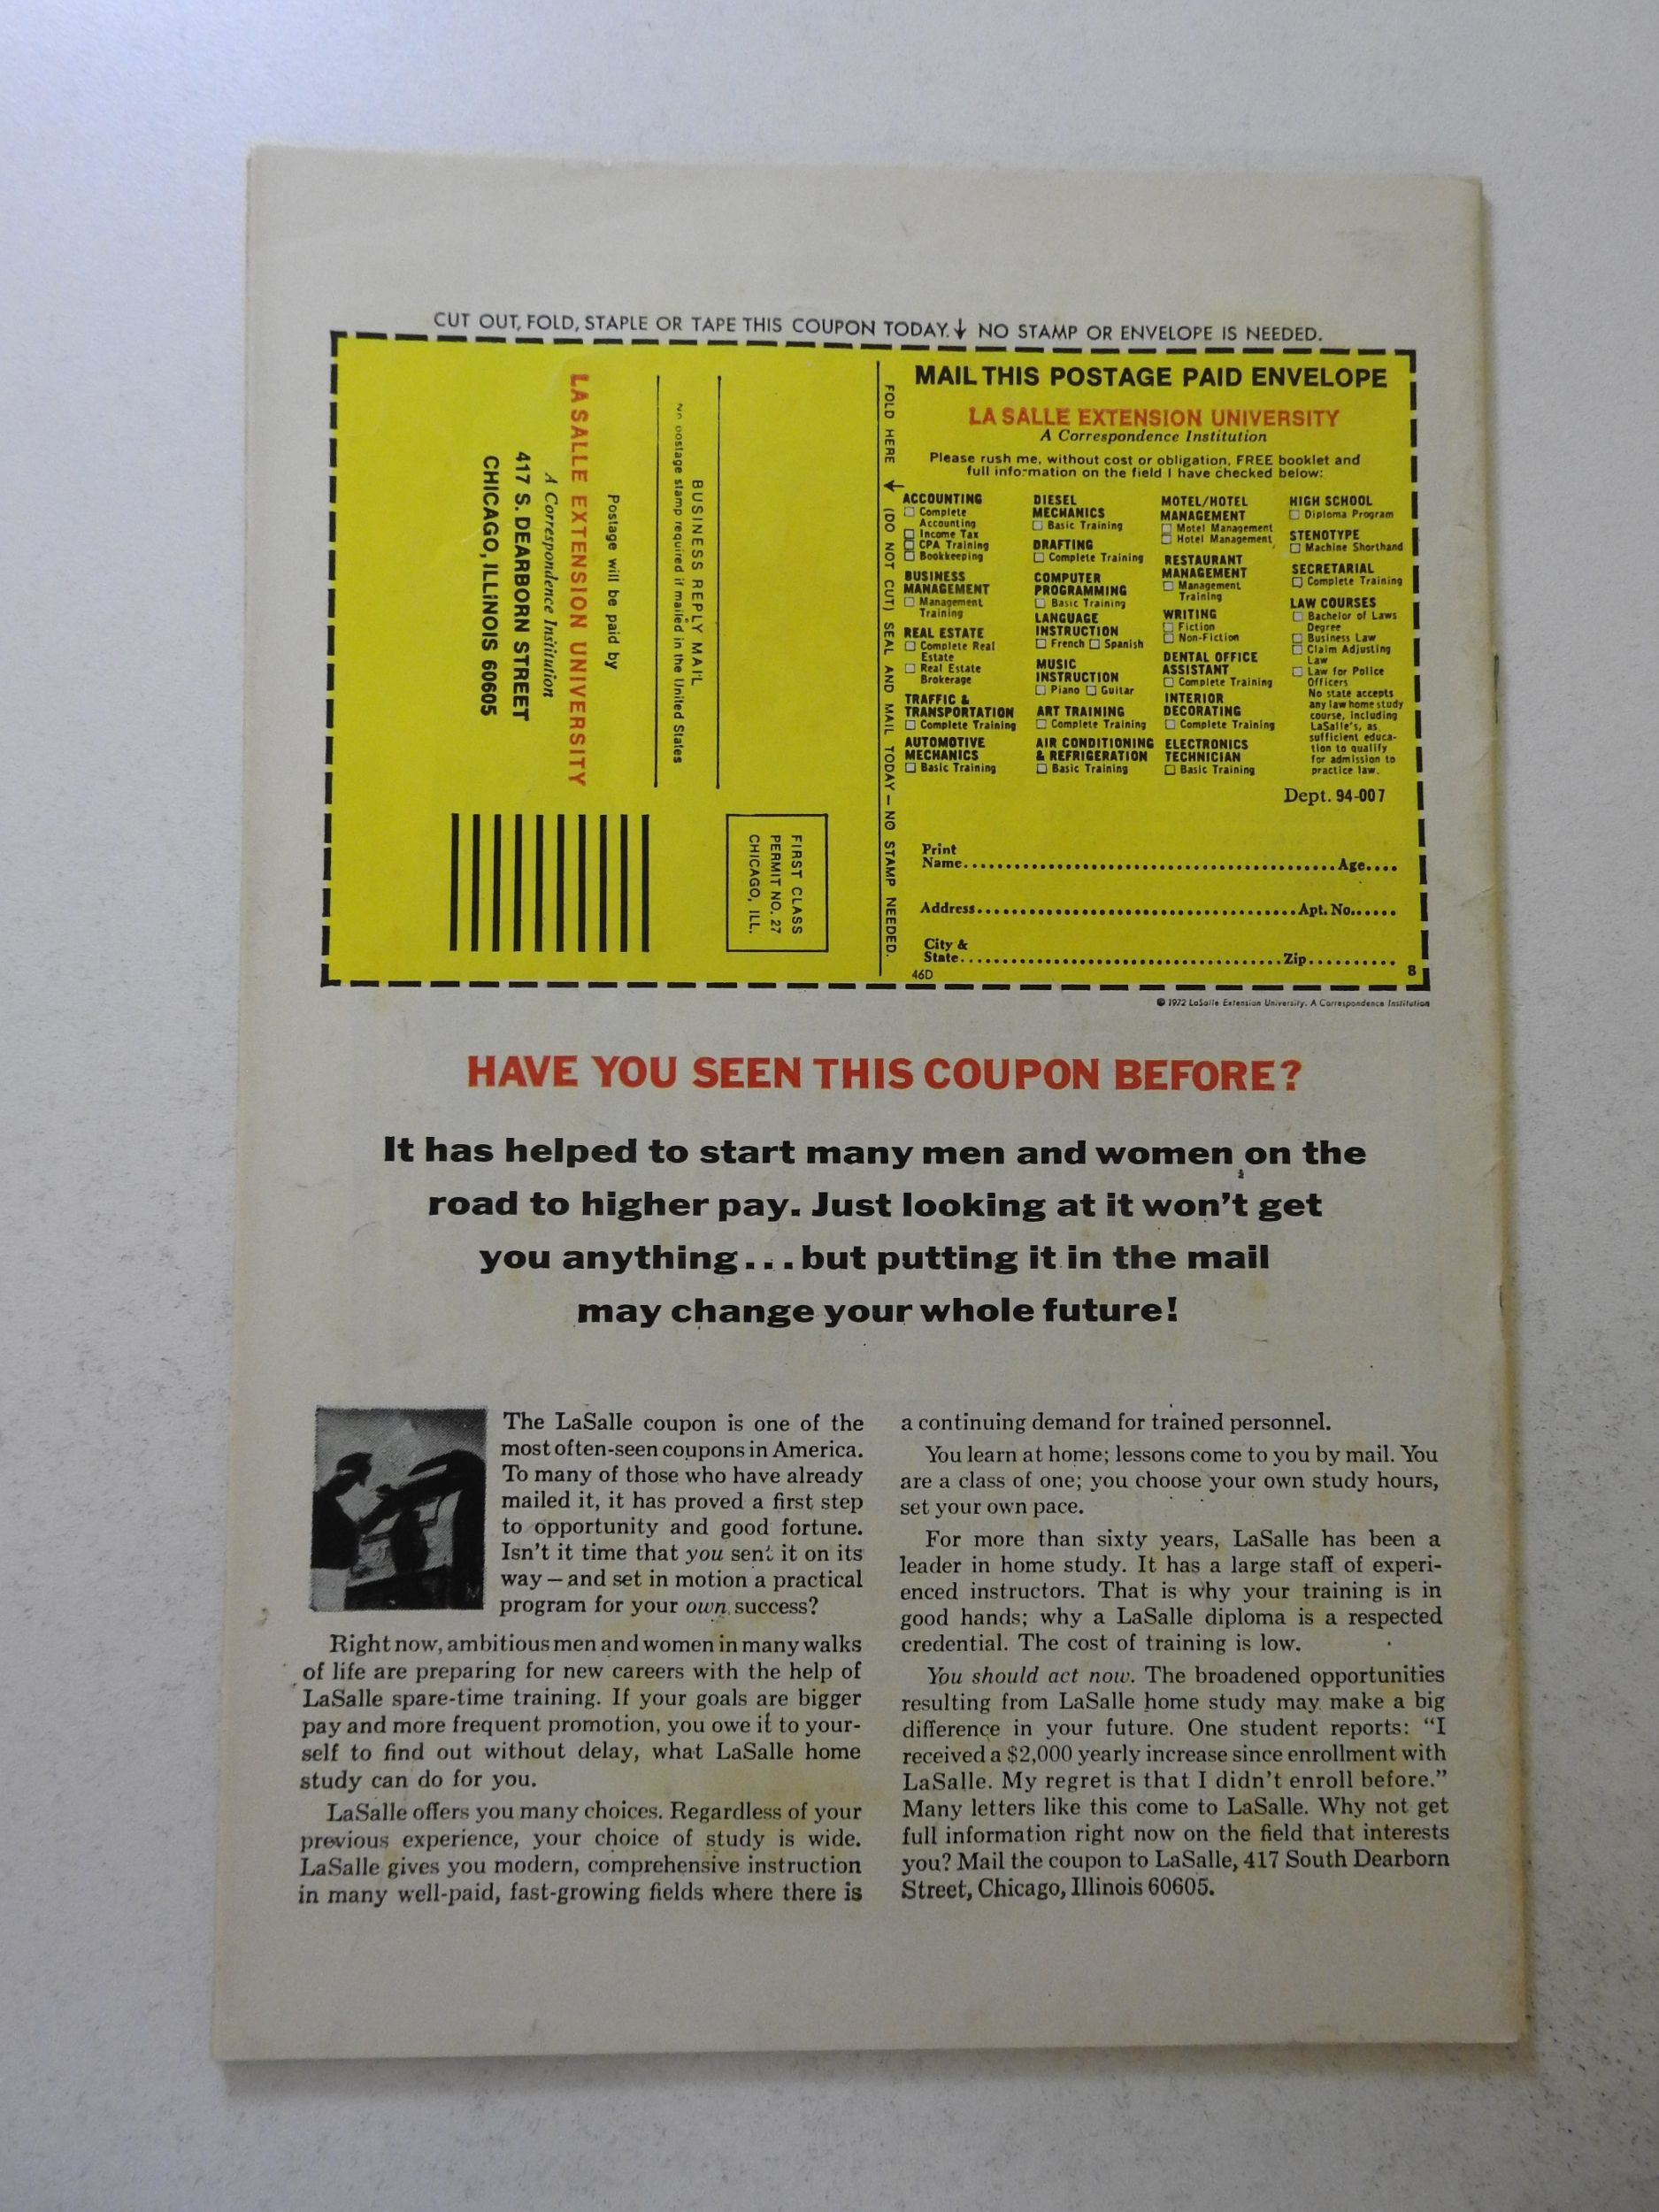 CUT OUT, FOLD, STAPLE OR TAPE THIS COUPON TODAY. NO STAMP OR ENVELOPE IS NEEDED.
FIRST CLASS
PERMIT NO. 27
CHICAGO, ILL.
BUSINESS REPLY MAIL
No postage stamp required if mailed in the United States
Postage will be paid by
LA SALLE EXTENSION UNIVERSITY
A Correspondence Institution
417 S. DEARBORN STREET
CHICAGO, ILLINOIS 60605
FOLD HERE (DO NOT CUT) SEAL AND MAIL TODAY — NO STAMP NEEDED.
MAIL THIS POSTAGE PAID ENVELOPE
LA SALLE EXTENSION UNIVERSITY
A Correspondence Institution
Please rush me, without cost or obligation, FREE booklet and
full information on the field I have checked below:
ACCOUNTING
Complete
Accounting
Income Tax
CPA Training
Bookkeeping
BUSINESS
MANAGEMENT
Management
Training
REAL ESTATE
Complete Real
Estate
Real Estate
Brokerage
TRAFFIC &
TRANSPORTATION
Complete Training
AUTOMOTIVE
MECHANICS
Basic Training
DIESEL
MECHANICS
Basic Training
DRAFTING
Complete Training
COMPUTER
PROGRAMMING
Basic Training
LANGUAGE
INSTRUCTION
French Spanish
MUSIC
INSTRUCTION
Piano Guitar
ART TRAINING
Complete Training
AIR CONDITIONING
& REFRIGERATION
Basic Training
MOTEL/HOTEL
MANAGEMENT
Motel Management
Hotel Management
RESTAURANT
MANAGEMENT
Management
Training
WRITING
Fiction
Non-Fiction
DENTAL OFFICE
ASSISTANT
Complete Training
INTERIOR
DECORATING
Complete Training
ELECTRONICS
TECHNICIAN
Basic Training
HIGH SCHOOL
Diploma Program
STENOTYPE
Machine Shorthand
SECRETARIAL
Complete Training
LAW COURSES
Bachelor of Laws
Degree
Business Law
Claim Adjusting
Law
Law for Police
Officers
No state accepts
any law home study
course, including
LaSalle's, as
sufficient educa-
tion to qualify
for admission to
practice law.
Dept. 94-007
Print
Name Age
Address Apt. No.
City &
State Zip
46D 8
© 1972 LaSalle Extension University. A Correspondence Institution
HAVE YOU SEEN THIS COUPON BEFORE?
It has helped to start many men and women on the
road to higher pay. Just looking at it won't get
you anything...but putting it in the mail
may change your whole future!
The LaSalle coupon is one of the
most often-seen coupons in America.
To many of those who have already
mailed it, it has proved a first step
to opportunity and good fortune.
Isn't it time that you sent it on its
way — and set in motion a practical
program for your own success?
Right now, ambitious men and women in many walks
of life are preparing for new careers with the help of
LaSalle spare-time training. If your goals are bigger
pay and more frequent promotion, you owe it to your-
self to find out without delay, what LaSalle home
study can do for you.
LaSalle offers you many choices. Regardless of your
previous experience, your choice of study is wide.
LaSalle gives you modern, comprehensive instruction
in many well-paid, fast-growing fields where there is
a continuing demand for trained personnel.
You learn at home; lessons come to you by mail. You
are a class of one; you choose your own study hours,
set your own pace.
For more than sixty years, LaSalle has been a
leader in home study. It has a large staff of experi-
enced instructors. That is why your training is in
good hands; why a LaSalle diploma is a respected
credential. The cost of training is low.
You should act now. The broadened opportunities
resulting from LaSalle home study may make a big
difference in your future. One student reports: "I
received a $2,000 yearly increase since enrollment with
LaSalle. My regret is that I didn't enroll before."
Many letters like this come to LaSalle. Why not get
full information right now on the field that interests
you? Mail the coupon to LaSalle, 417 South Dearborn
Street, Chicago, Illinois 60605.